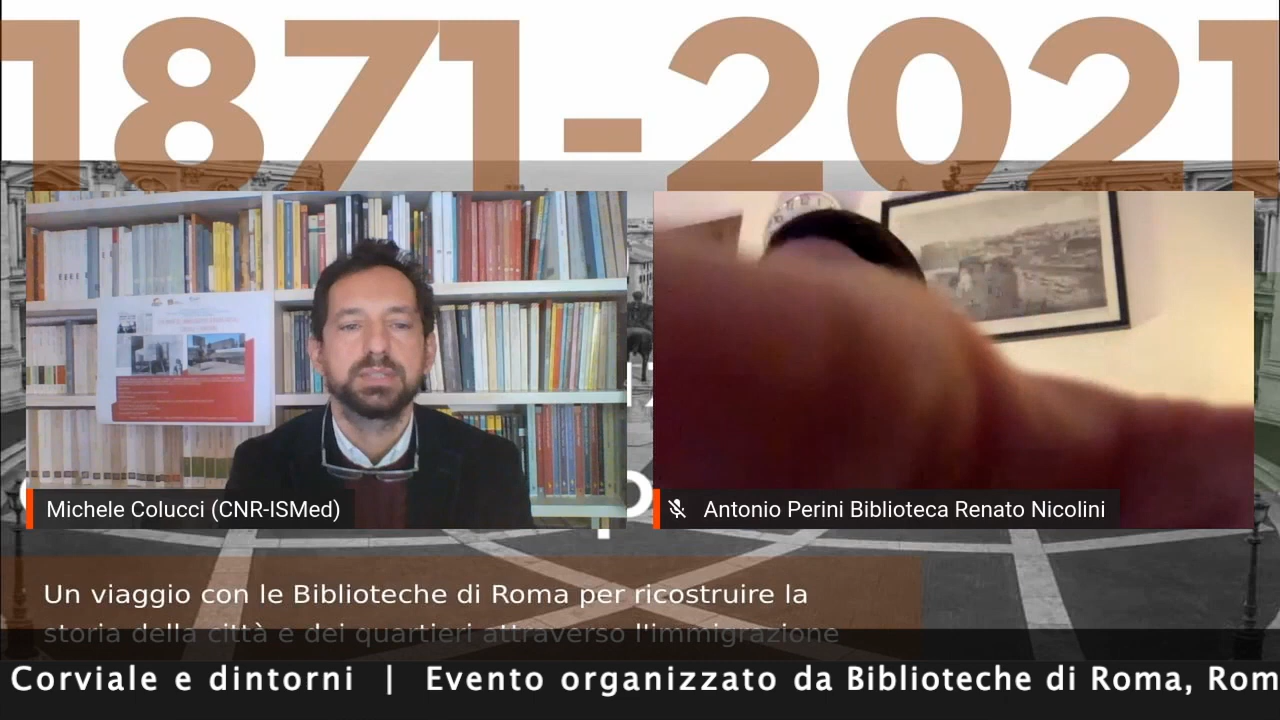 1871-2021
Michele Colucci (CNR-ISMed)
Antonio Perini Biblioteca Renato Nicolini
Un viaggio con le Biblioteche di Roma per ricostruire la
storia della città e dei quartieri attraverso l'immigrazione
Corviale e dintorni | Evento organizzato da Biblioteche di Roma, Rom